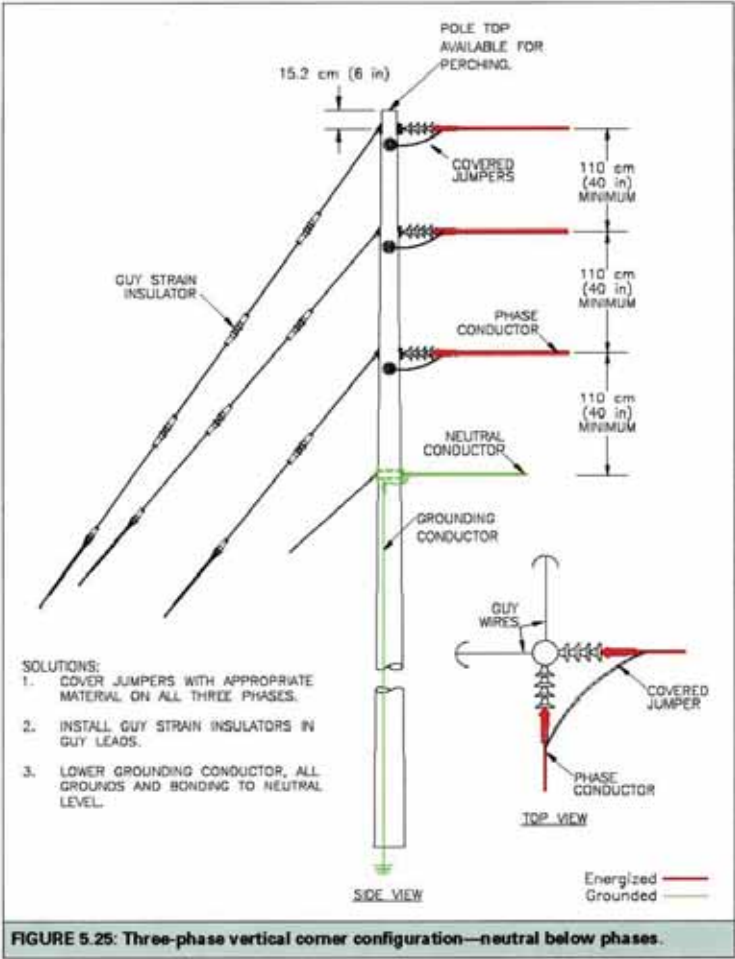 POLE TOP
AVAILABLE FOR
PERCHING.
15.2 cm (6 in)
COVERED
JUMPERS
110 cm
(40 in)
MINIMUM
GUY STRAIN
INSULATOR
110 cm
(40 in)
MINIMUM
PHASE
CONDUCTOR
110 cm
(40 in)
MINIMUM
NEUTRAL
CONDUCTOR
GROUNDING
CONDUCTOR
GUY
WIRES
COVERED
JUMPER
PHASE
CONDUCTOR
TOP VIEW
SOLUTIONS:
1. COVER JUMPERS WITH APPROPRIATE
MATERIAL ON ALL THREE PHASES.
2. INSTALL GUY STRAIN INSULATORS IN
GUY LEADS.
3. LOWER GROUNDING CONDUCTOR, ALL
GROUNDS AND BONDING TO NEUTRAL
LEVEL.
SIDE VIEW
Energized
Grounded
FIGURE 5.25: Three-phase vertical corner configuration—neutral below phases.